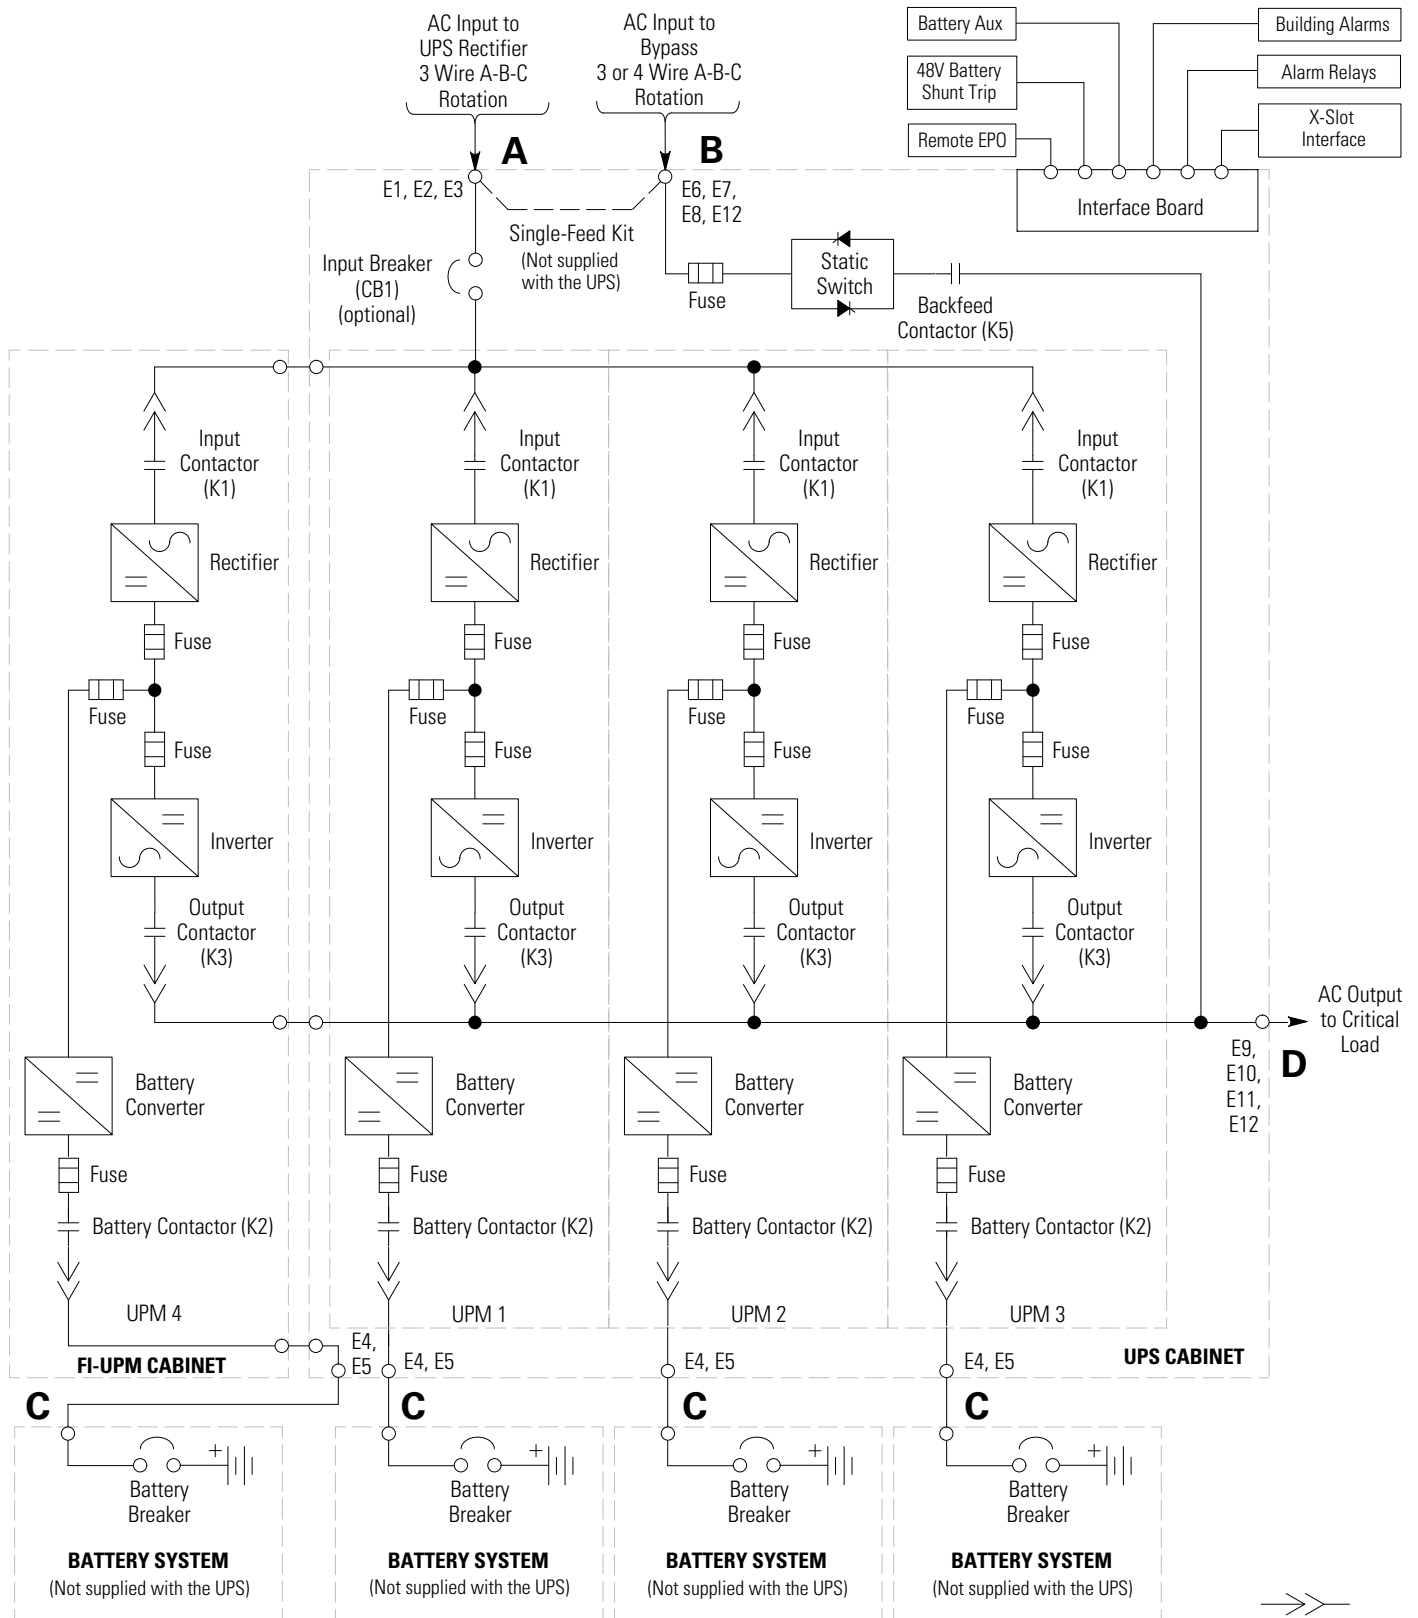 AC Input to
UPS Rectifier
3 Wire A-B-C
Rotation
AC Input to
Bypass
3 or 4 Wire A-B-C
Rotation
Battery Aux
48V Battery
Shunt Trip
Remote EPO
Building Alarms
Alarm Relays
X-Slot
Interface
Interface Board
A
B
E1, E2, E3
E6, E7,
E8, E12
Single-Feed Kit
(Not supplied
with the UPS)
Input Breaker
(CB1)
(optional)
Fuse
Static
Switch
Backfeed
Contactor (K5)
Input
Contactor
(K1)
Input
Contactor
(K1)
Input
Contactor
(K1)
Input
Contactor
(K1)
Rectifier
Rectifier
Rectifier
Rectifier
Fuse
Fuse
Fuse
Fuse
Fuse
Fuse
Fuse
Fuse
Fuse
Fuse
Fuse
Fuse
Inverter
Inverter
Inverter
Inverter
Output
Contactor
(K3)
Output
Contactor
(K3)
Output
Contactor
(K3)
Output
Contactor
(K3)
AC Output
to Critical
Load
D
E9,
E10,
E11,
E12
Battery
Converter
Battery
Converter
Battery
Converter
Battery
Converter
Fuse
Fuse
Fuse
Fuse
Battery Contactor (K2)
Battery Contactor (K2)
Battery Contactor (K2)
Battery Contactor (K2)
UPM 4
UPM 1
UPM 2
UPM 3
FI-UPM CABINET
UPS CABINET
E4,
E5
E4, E5
E4, E5
E4, E5
C
C
C
C
+
+
+
+
Battery
Breaker
Battery
Breaker
Battery
Breaker
Battery
Breaker
BATTERY SYSTEM
(Not supplied with the UPS)
BATTERY SYSTEM
(Not supplied with the UPS)
BATTERY SYSTEM
(Not supplied with the UPS)
BATTERY SYSTEM
(Not supplied with the UPS)